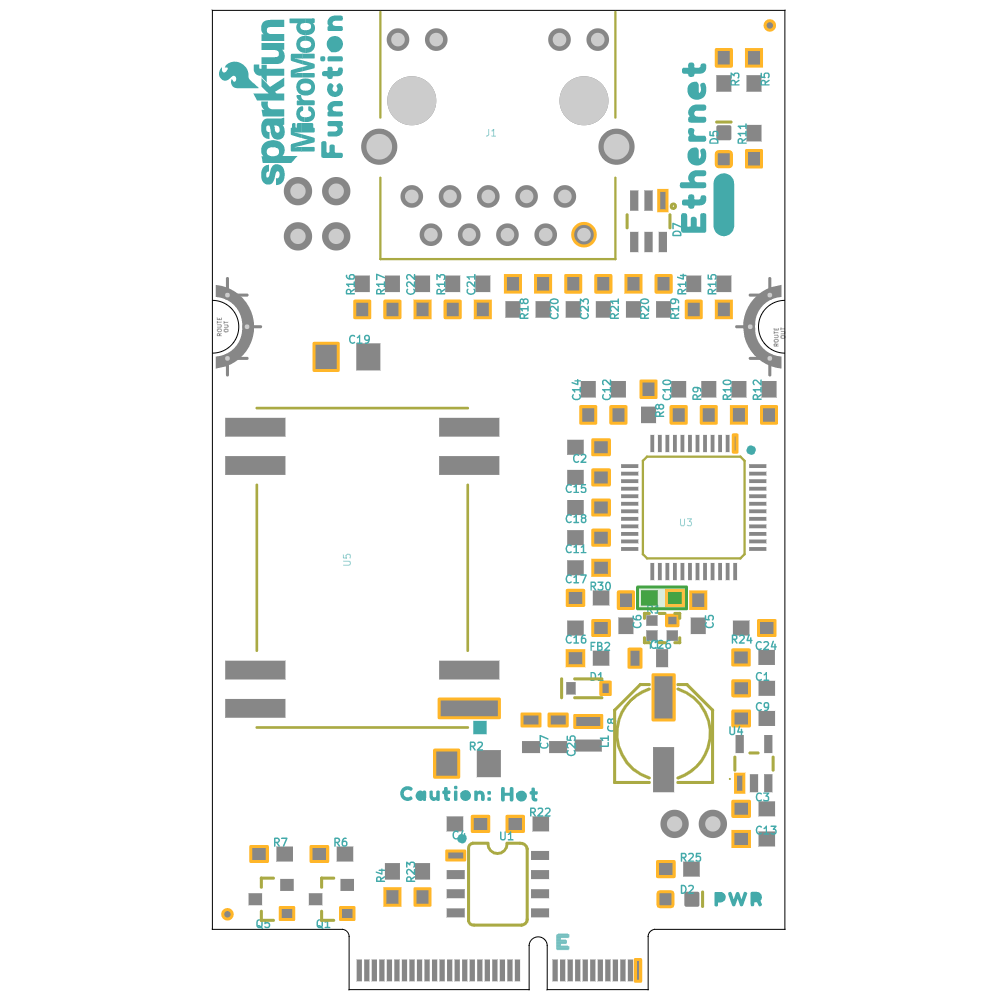 sparkfun
MicroMod
Function
J1
Ethernet
R3
R5
D5
R11
D7
R16
R17
C22
R13
C21
R18
C20
C23
R21
R20
R19
R14
R15
ROUTE
OUT
ROUTE
OUT
C19
C14
C12
R8
C10
R9
R10
R12
C2
C15
C18
C11
C17
U3
U5
R30
C6
C5
C16
FB2
C26
R24
C24
D1
C1
C9
C8
L1
C7
C25
U4
R2
Caution: Hot
C3
C13
R22
U1
R7
R6
R4
R23
R25
D2
PWR
Q5
Q1
E